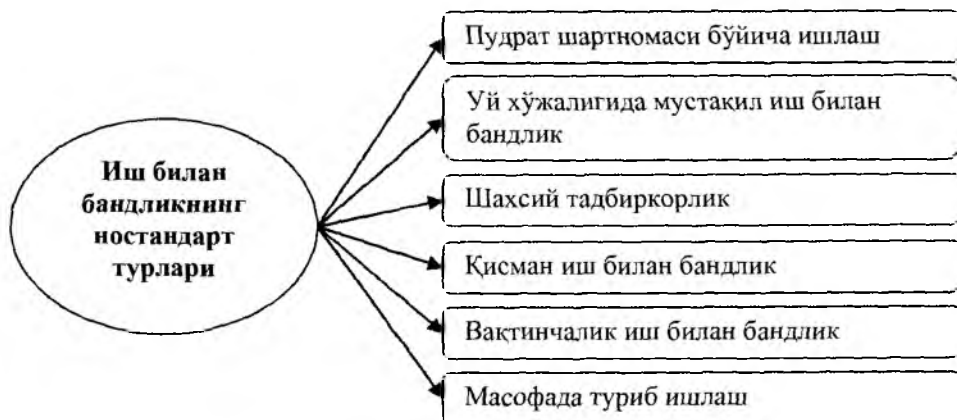 Иш билан
бандликнинг
ностандарт
турлари
Пудрат шартномаси бўйича ишлаш
Уй хўжалигида мустақил иш билан
бандлик
Шахсий тадбиркорлик
Қисман иш билан бандлик
Вақтинчалик иш билан бандлик
Масофада туриб ишлаш